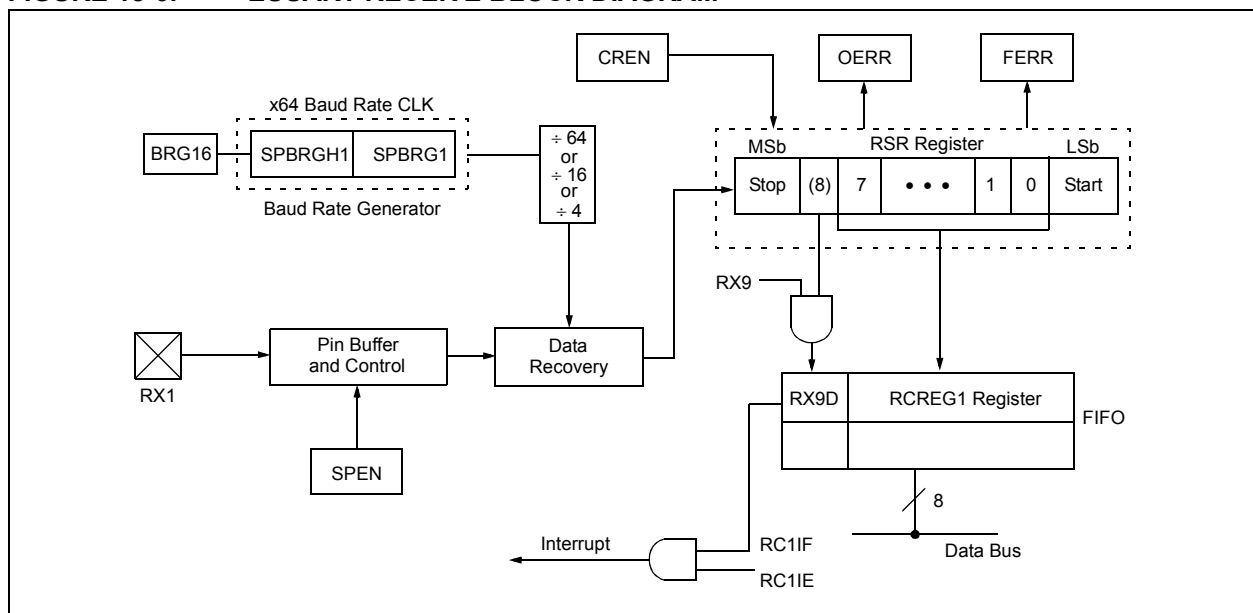 CREN
OERR
FERR
x64 Baud Rate CLK
BRG16
SPBRGH1
SPBRG1
Baud Rate Generator
÷ 64
or
÷ 16
or
÷ 4
MSb
RSR Register
LSb
Stop
(8)
7
• • •
1
0
Start
RX9
RX1
Pin Buffer
and Control
Data
Recovery
SPEN
RX9D
RCREG1 Register
FIFO
8
Data Bus
Interrupt
RC1IF
RC1IE